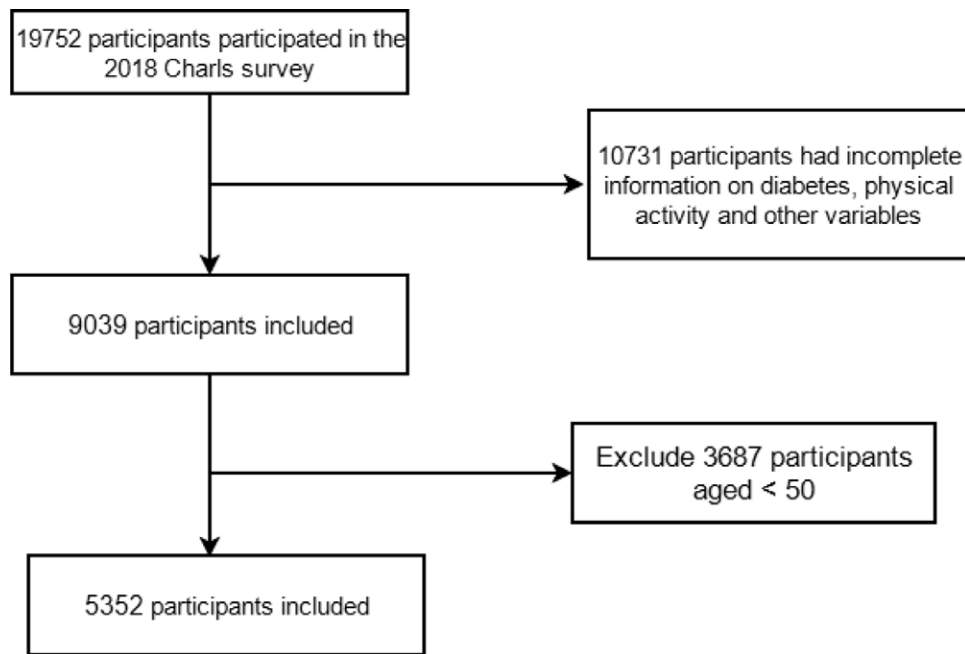 19752 participants participated in the
2018 Charls survey
10731 participants had incomplete
information on diabetes, physical
activity and other variables
9039 participants included
Exclude 3687 participants
aged < 50
5352 participants included